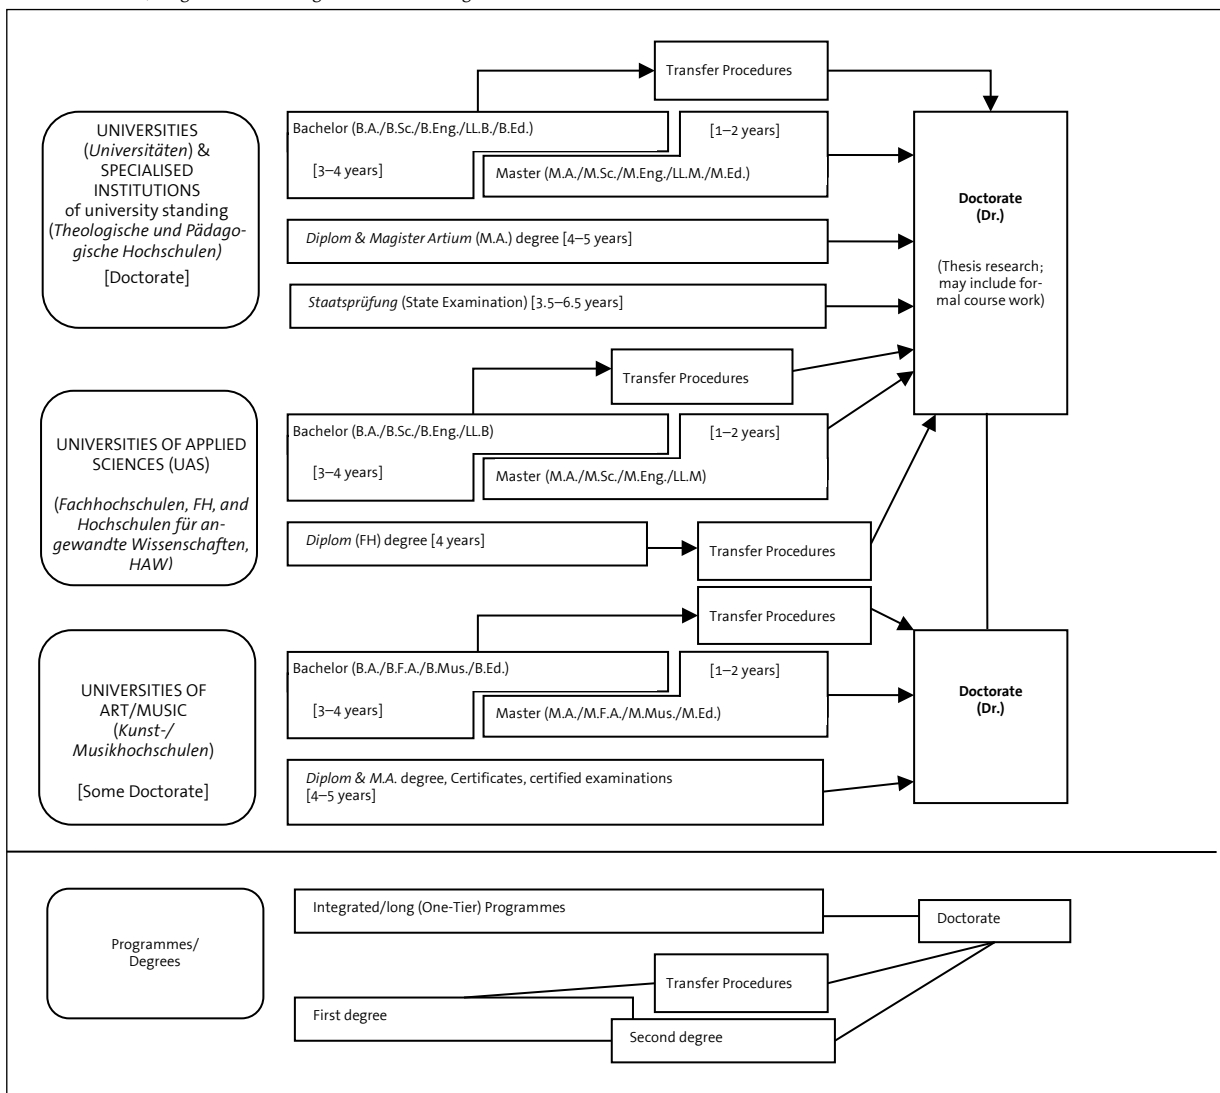 Transfer Procedures
UNIVERSITIES
(Universitäten) &
SPECIALISED
INSTITUTIONS
of university standing
(Theologische und Pädago-
gische Hochschulen)
[Doctorate]
Bachelor (B.A./B.Sc./B.Eng./LL.B./B.Ed.)
[3–4 years]
[1–2 years]
Master (M.A./M.Sc./M.Eng./LL.M./M.Ed.)
Diplom & Magister Artium (M.A.) degree [4–5 years]
Staatsprüfung (State Examination) [3.5–6.5 years]
Doctorate
(Dr.)
(Thesis research;
may include for-
mal course work)
Transfer Procedures
UNIVERSITIES OF APPLIED
SCIENCES (UAS)
(Fachhochschulen, FH, and
Hochschulen für an-
gewandte Wissenschaften,
HAW)
Bachelor (B.A./B.Sc./B.Eng./LL.B)
[3–4 years]
[1–2 years]
Master (M.A./M.Sc./M.Eng./LL.M)
Diplom (FH) degree [4 years]
Transfer Procedures
Transfer Procedures
UNIVERSITIES OF
ART/MUSIC
(Kunst-/
Musikhochschulen)
[Some Doctorate]
Bachelor (B.A./B.F.A./B.Mus./B.Ed.)
[3–4 years]
[1–2 years]
Master (M.A./M.F.A./M.Mus./M.Ed.)
Diplom & M.A. degree, Certificates, certified examinations
[4–5 years]
Doctorate
(Dr.)
Programmes/
Degrees
Integrated/long (One-Tier) Programmes
Doctorate
Transfer Procedures
First degree
Second degree